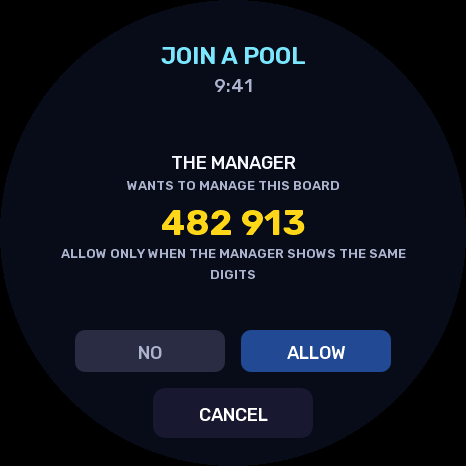 JOIN A POOL
9:41
THE MANAGER
WANTS TO MANAGE THIS BOARD
482 913
ALLOW ONLY WHEN THE MANAGER SHOWS THE SAME
DIGITS
NO
ALLOW
CANCEL